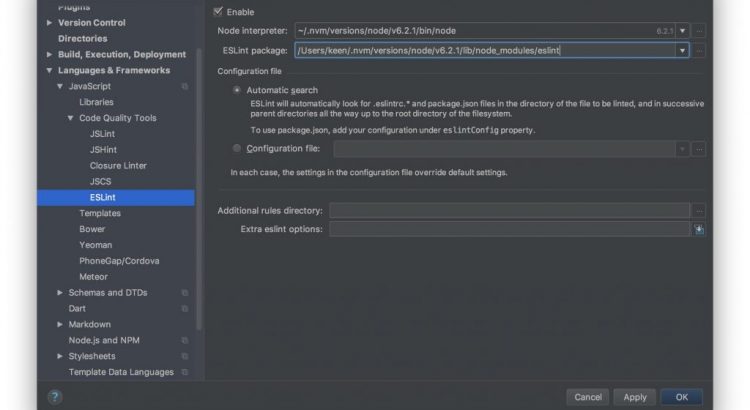 Plugins
Version Control
Directories
Build, Execution, Deployment
Languages & Frameworks
JavaScript
Libraries
Code Quality Tools
JSLint
JSHint
Closure Linter
JSCS
ESLint
Templates
Bower
Yeoman
PhoneGap/Cordova
Meteor
Schemas and DTDs
Dart
Markdown
Node.js and NPM
Stylesheets
Template Data Languages
?
Enable
Node interpreter: ~/.nvm/versions/node/v6.2.1/bin/node 6.2.1
ESLint package: /Users/keen/.nvm/versions/node/v6.2.1/lib/node_modules/eslint
Configuration file
Automatic search
ESLint will automatically look for .eslintrc.* and package.json files in the directory of the file to be linted, and in successive
parent directories all the way up to the root directory of the filesystem.
To use package.json, add your configuration under eslintConfig property.
Configuration file:
In each case, the settings in the configuration file override default settings.
Additional rules directory:
Extra eslint options:
Cancel Apply OK